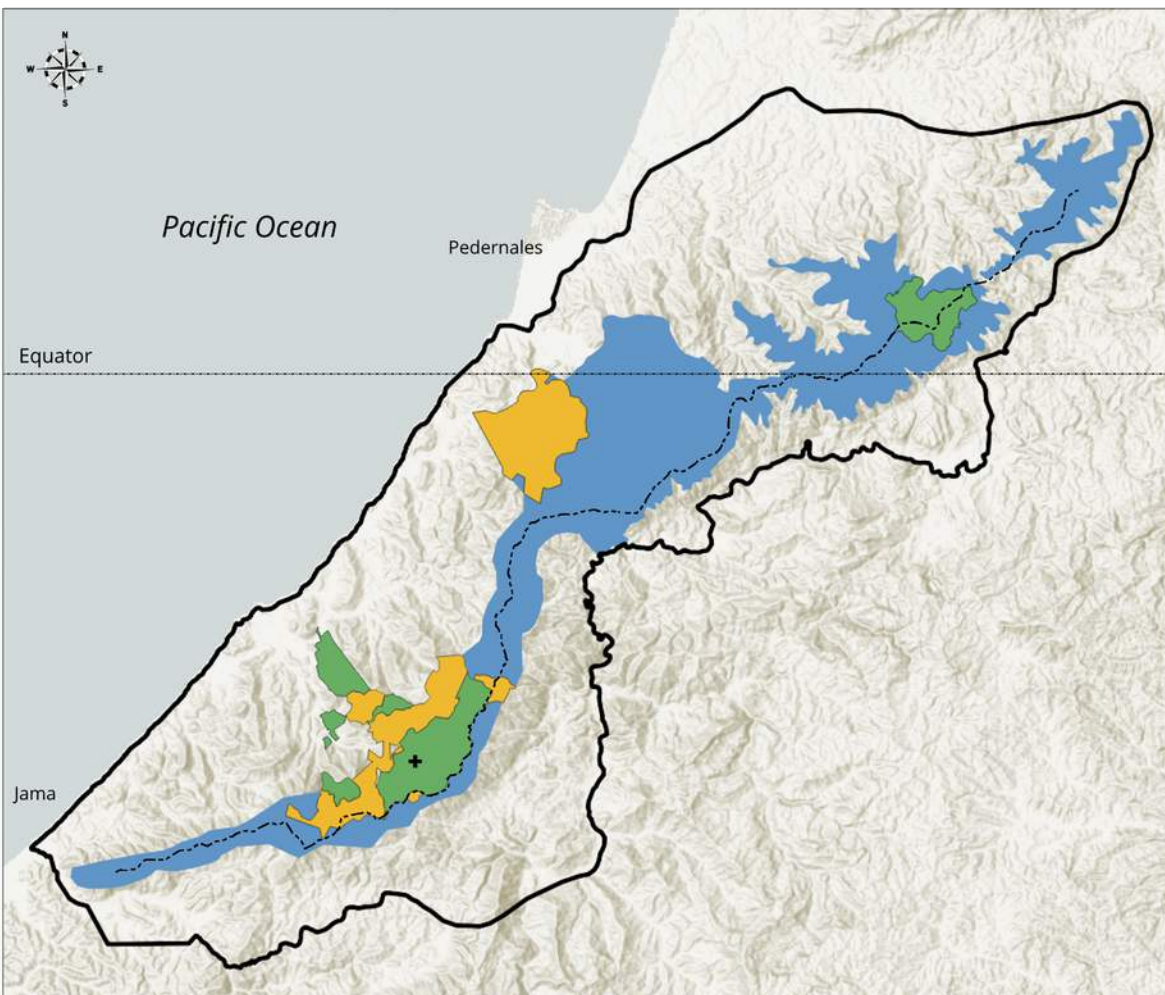 N
W E
S
Pacific Ocean
Pedernales
Equator
Jama